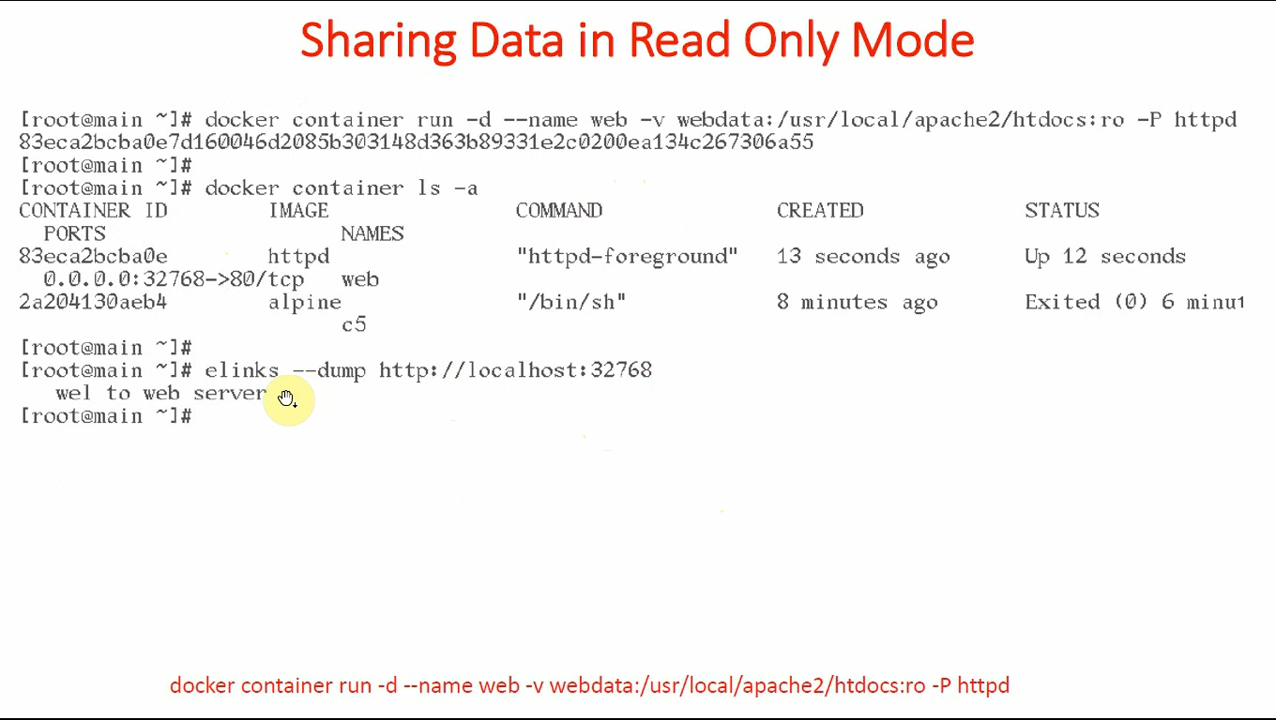 Sharing Data in Read Only Mode
[root@main ~]# docker container run -d --name web -v webdata:/usr/local/apache2/htdocs:ro -P httpd
83eca2bcba0e7d160046d2085b303148d363b89331e2c0200ea134c267306a55
[root@main ~]#
[root@main ~]# docker container ls -a
CONTAINER ID IMAGE COMMAND CREATED STATUS
PORTS NAMES
83eca2bcba0e httpd "httpd-foreground" 13 seconds ago Up 12 seconds
0.0.0.0:32768->80/tcp web
2a204130aeb4 alpine "/bin/sh" 8 minutes ago Exited (0) 6
c5
[root@main ~]#
[root@main ~]# elinks --dump http://localhost:32768
wel to web server
[root@main ~]#
docker container run -d --name web -v webdata:/usr/local/apache2/htdocs:ro -P httpd